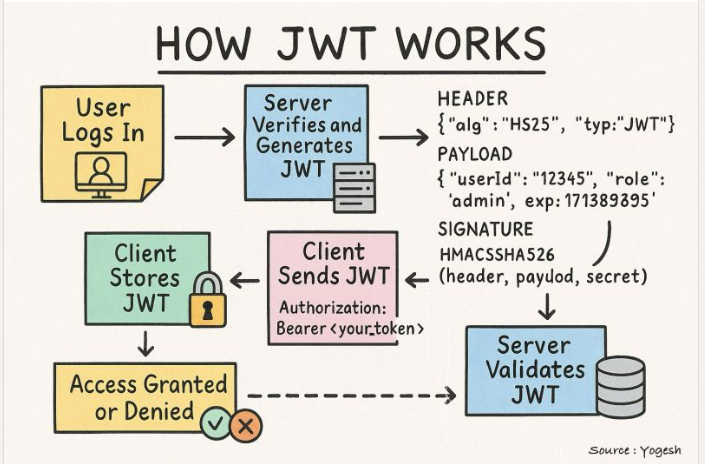 HOW JWT WORKS
User
Logs In
Server
Verifies and
Generates
JWT
HEADER
{"alg": "HS25", "typ:"JWT"}
PAYLOAD
{"userId": "12345", "role":
'admin', exp: 171389395'
SIGNATURE
HMACSSHA526
(header, payUod, secret)
Client
Stores
JWT
Client
Sends JWT
Authorization:
Bearer <your_token>
Server
Validates
JWT
Access Granted
or Denied
Source : Yogesh